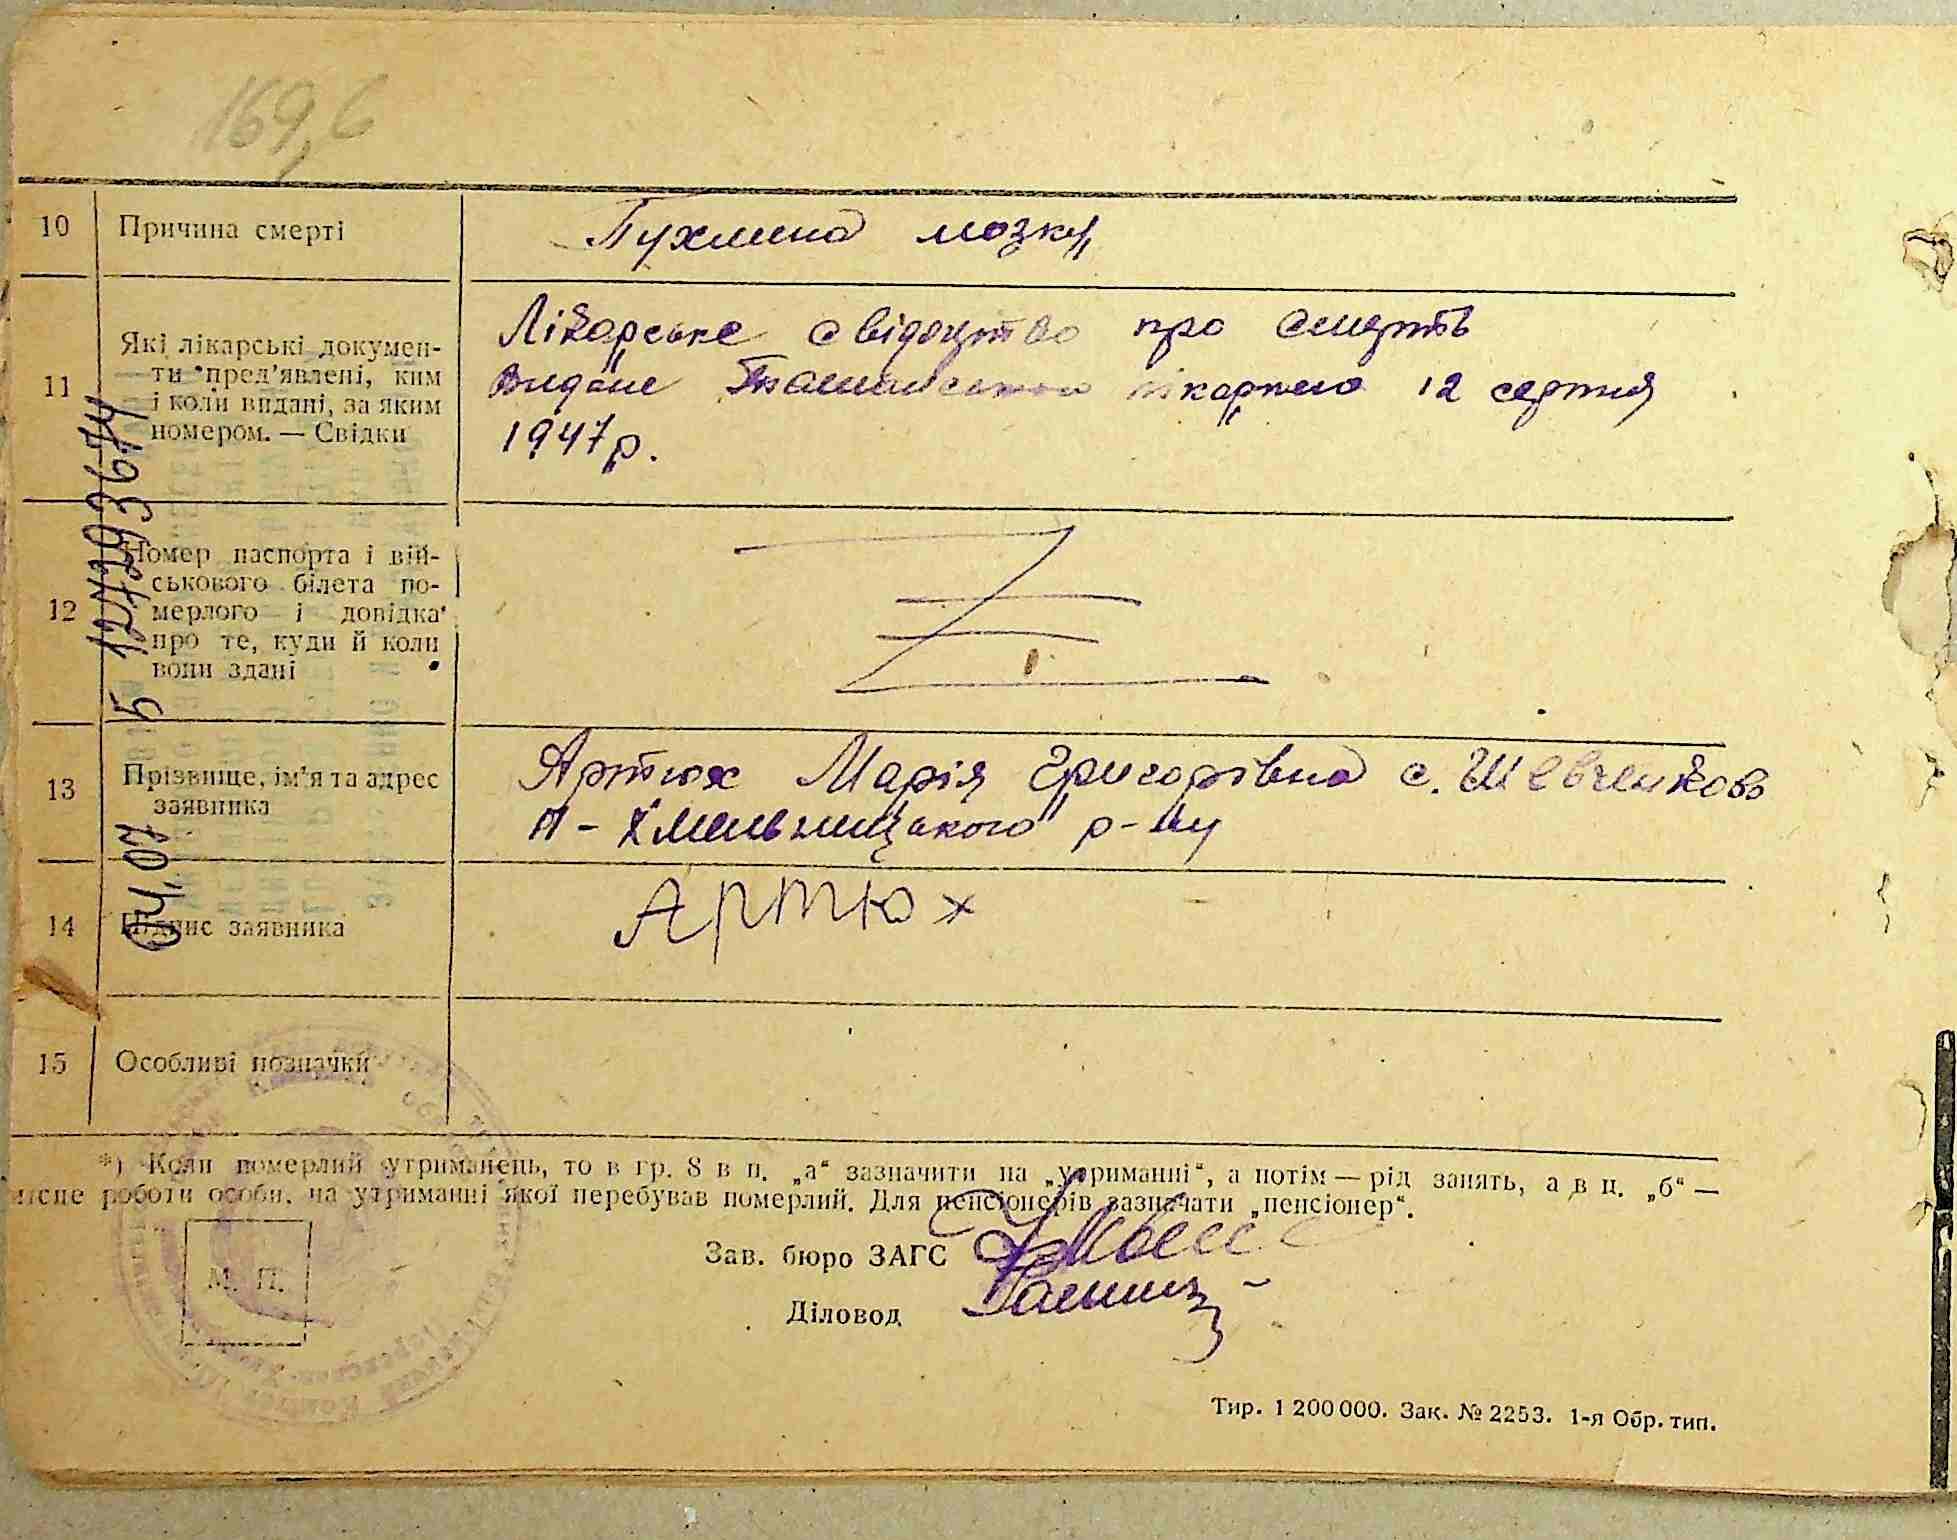 169,6
10 Причина смерті Пухлина мозку
11 Які лікарські докумен-
ти пред'явлені, ким
і коли видані, за яким
номером. — Свідки
Лікарське свідоцтво про смерть
видане лікарнею 12 серпня
1947 р.
12 Номер паспорта і вій-
ськового білета по-
мерлого і довідка
про те, куди й коли
вони здані
13 Прізвище, ім'я та адрес
заявника
Артюх Марія Григорівна с. Шевченково
П-Хмельницького р-ну
14 Підпис заявника Артюх
15 Особливі позначки
*) Коли померлий утриманець, то в гр. 8 в п. „а“ зазначити на „утриманні“, а потім — рід занять, а в п. „б“ —
місце роботи особи, на утриманні якої перебував померлий. Для пенсіонерів зазначати „пенсіонер“.
Зав. бюро ЗАГС
М. П.
Діловод
Тир. 1 200 000. Зак. № 2253. 1-я Обр. тип.